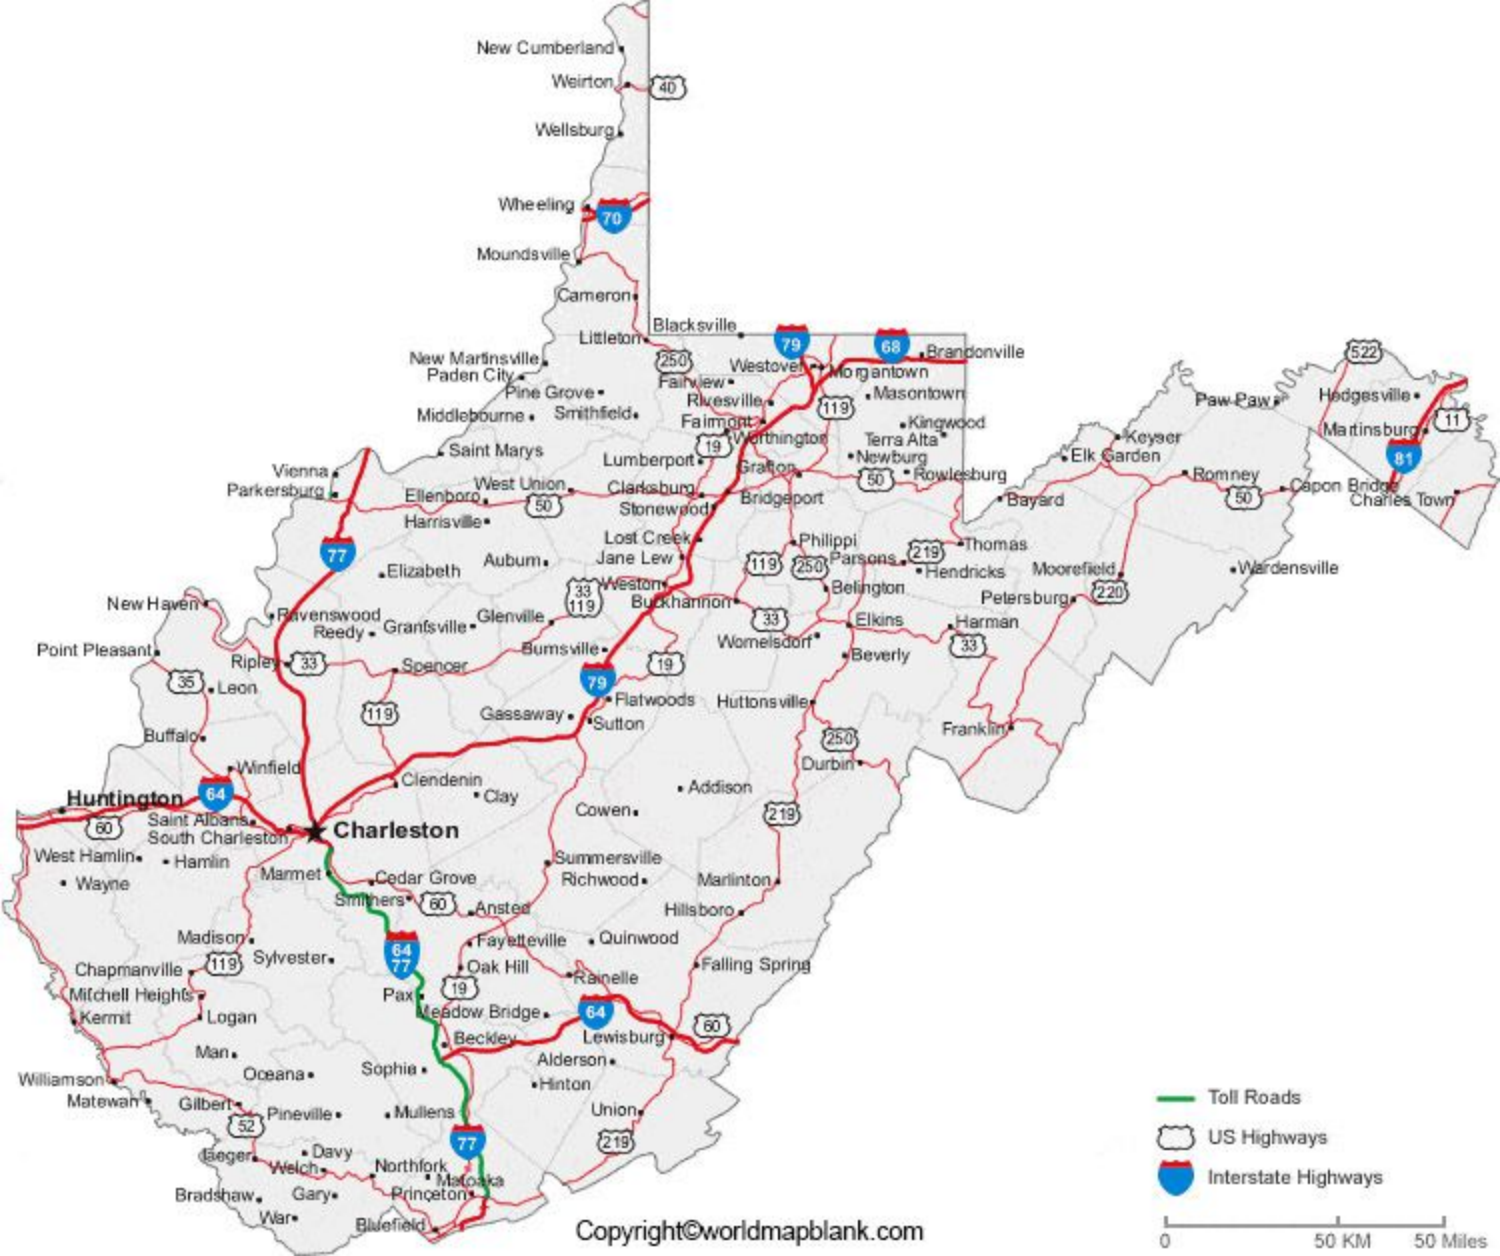 New Cumberland
Weirton
40
Wellsburg
Wheeling
70
Moundsville
Cameron
Littleton
Blacksville
79
68
Brandonville
522
New Martinsville
250
Westover
Morgantown
Paden City
Fairview
Pine Grove
Rivesville
119
Masontown
Paw Paw
Hedgesville
Middlebourne
Smithfield
Fairmont
Kingwood
11
Worthington
Terra Alta
Martinsburg
Saint Marys
19
Newburg
Keyser
Elk Garden
81
Vienna
Lumberport
Grafton
50
Rowlesburg
Romney
Parkersburg
West Union
Clarksburg
Capon Bridge
Ellenboro
50
Bridgeport
Bayard
50
Charles Town
Stonewood
Harrisville
Lost Creek
Philippi
77
Jane Lew
Parsons
219
Thomas
Auburn
119
250
Elizabeth
Hendricks
Moorefield
Wardensville
33
119
Weston
Belington
220
New Haven
Buckhannon
Petersburg
Ravenswood
Glenville
33
Elkins
Harman
Reedy
Grantsville
Womelsdorf
33
Point Pleasant
Burnsville
Beverly
Ripley
33
Spencer
19
35
Leon
79
Flatwoods
Huttonsville
119
Gassaway
Sutton
Franklin
Buffalo
250
Durbin
Winfield
Clendenin
64
Clay
Addison
Huntington
Cowen
219
60
Saint Albans
South Charleston
Charleston
West Hamlin
Hamlin
Summersville
Wayne
Marmet
Cedar Grove
Richwood
Marlinton
Smithers
60
Ansted
Hillsboro
Madison
64
77
Fayetteville
Quinwood
Sylvester
119
Chapmanville
Oak Hill
Rainelle
Falling Spring
Mitchell Heights
Pax
19
Kermit
Logan
Meadow Bridge
64
60
Beckley
Lewisburg
Man
Alderson
Oceana
Sophia
Williamson
Hinton
Matewan
Gilbert
Pineville
Mullens
Union
52
77
219
Iaeger
Davy
Welch
Northfork
Matoaka
Bradshaw
Gary
Princeton
War
Bluefield
Toll Roads
US Highways
Interstate Highways
Copyright©worldmapblank.com
0 50 KM 50 Miles